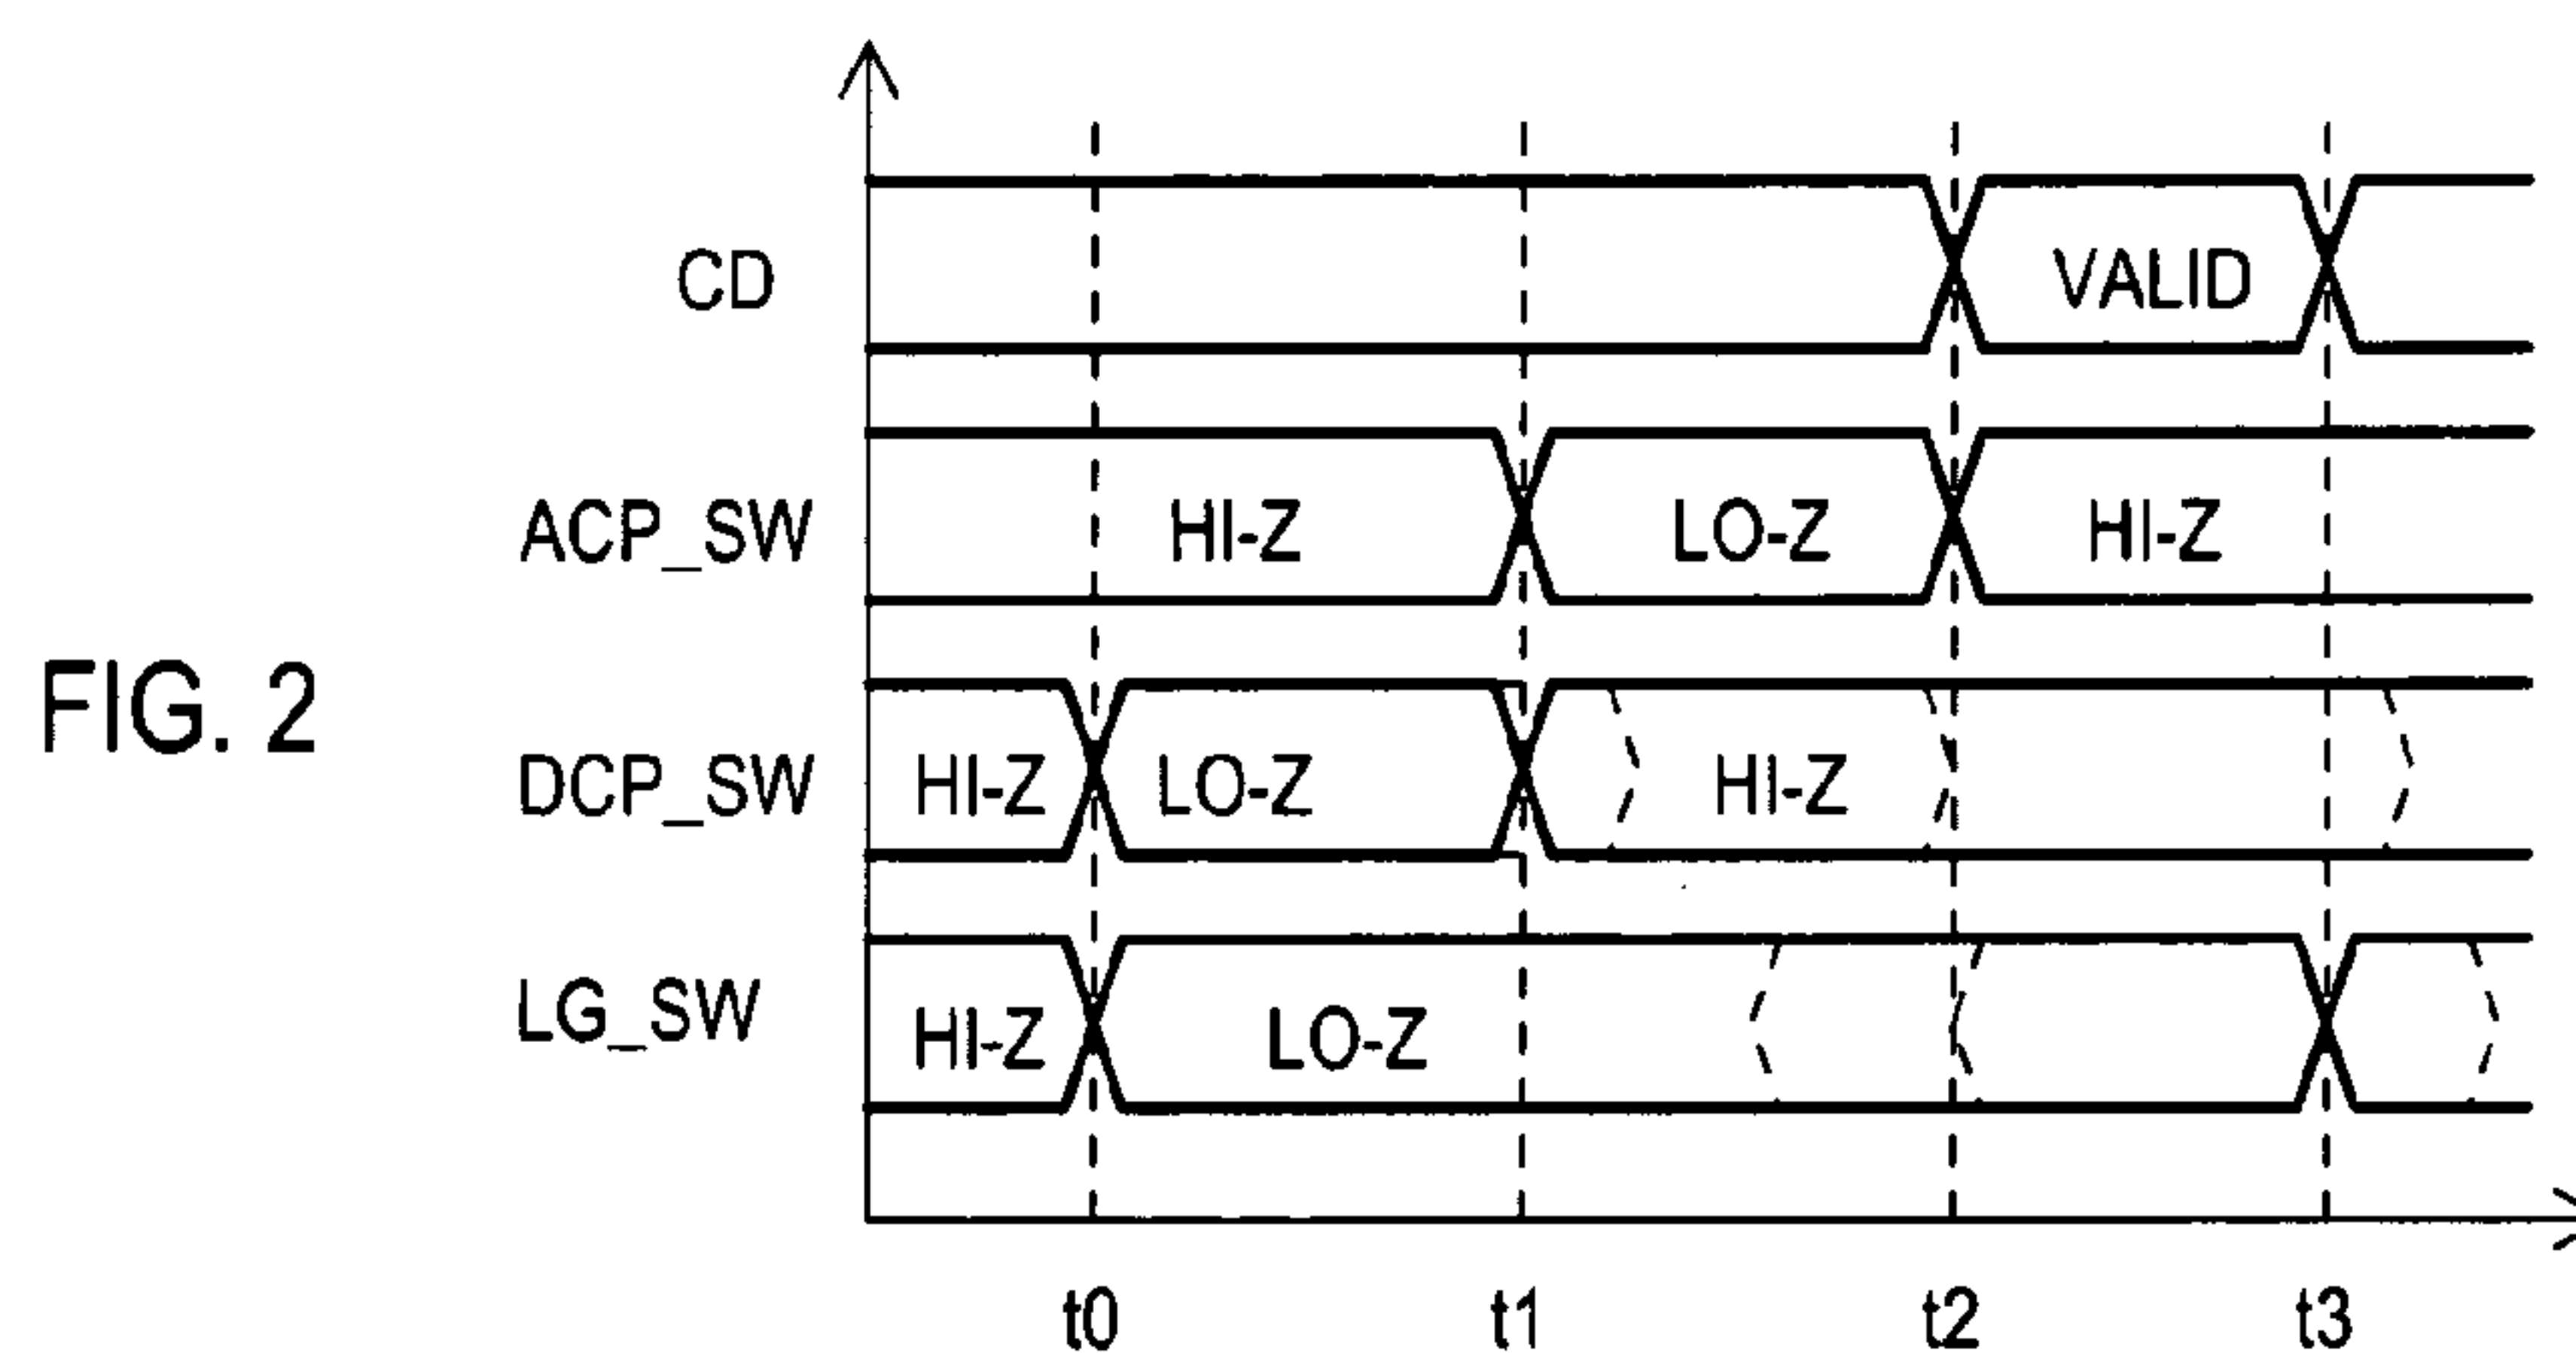 CD
VALID
ACP_SW HI-Z LO-Z HI-Z
FIG. 2
DCP_SW HI-Z LO-Z HI-Z
LG_SW HI-Z LO-Z
t0 t1 t2 t3